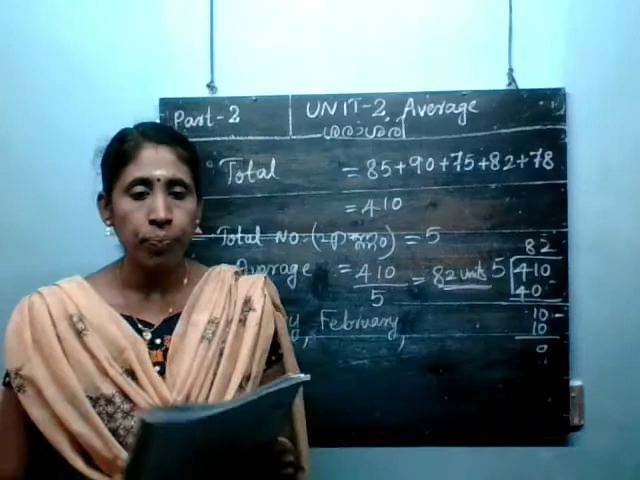 Part-2 UNIT-2, Average
ശരാശരി
Total = 85+90+75+82+78
= 410
Total No. = 5
Average = 410/5 = 82 units
y, February,
82
5 410
40
10
10
0